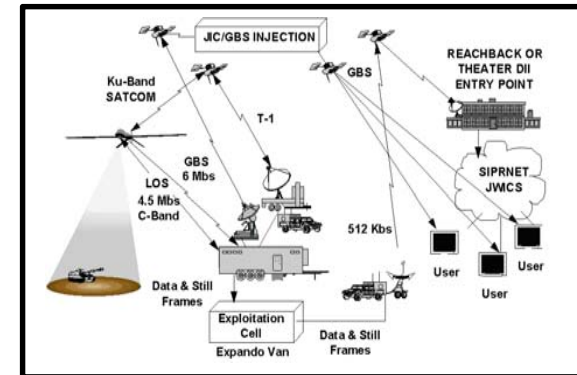 JIC/GBS INJECTION
Ku-Band
SATCOM
T-1
GBS
REACHBACK OR
THEATER DII
ENTRY POINT
GBS
6 Mbs
LOS
4.5 Mbs
C-Band
SIPRNET
JWICS
512 Kbs
User
User
User
Data & Still
Frames
Exploitation
Cell
Expando Van
Data & Still
Frames